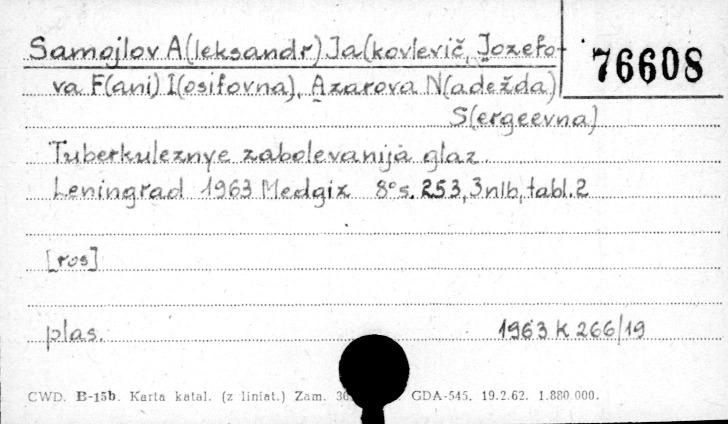 Samojlov A(leksandr) Ja(kovlevič, Jozefo-
76608
va F(ani) I(osifovna), Azarova N(adežda)
S(ergeevna)
Tuberkuleznye zabolevanija glaz.
Leningrad 1963 Medgiz 8° s. 253, 3nlb, tabl. 2
[ros]
plas. 1963 K 266/19
CWD. B-15b. Karta katal. (z liniat.) Zam. GDA-545. 19.2.62. 1.880.000.